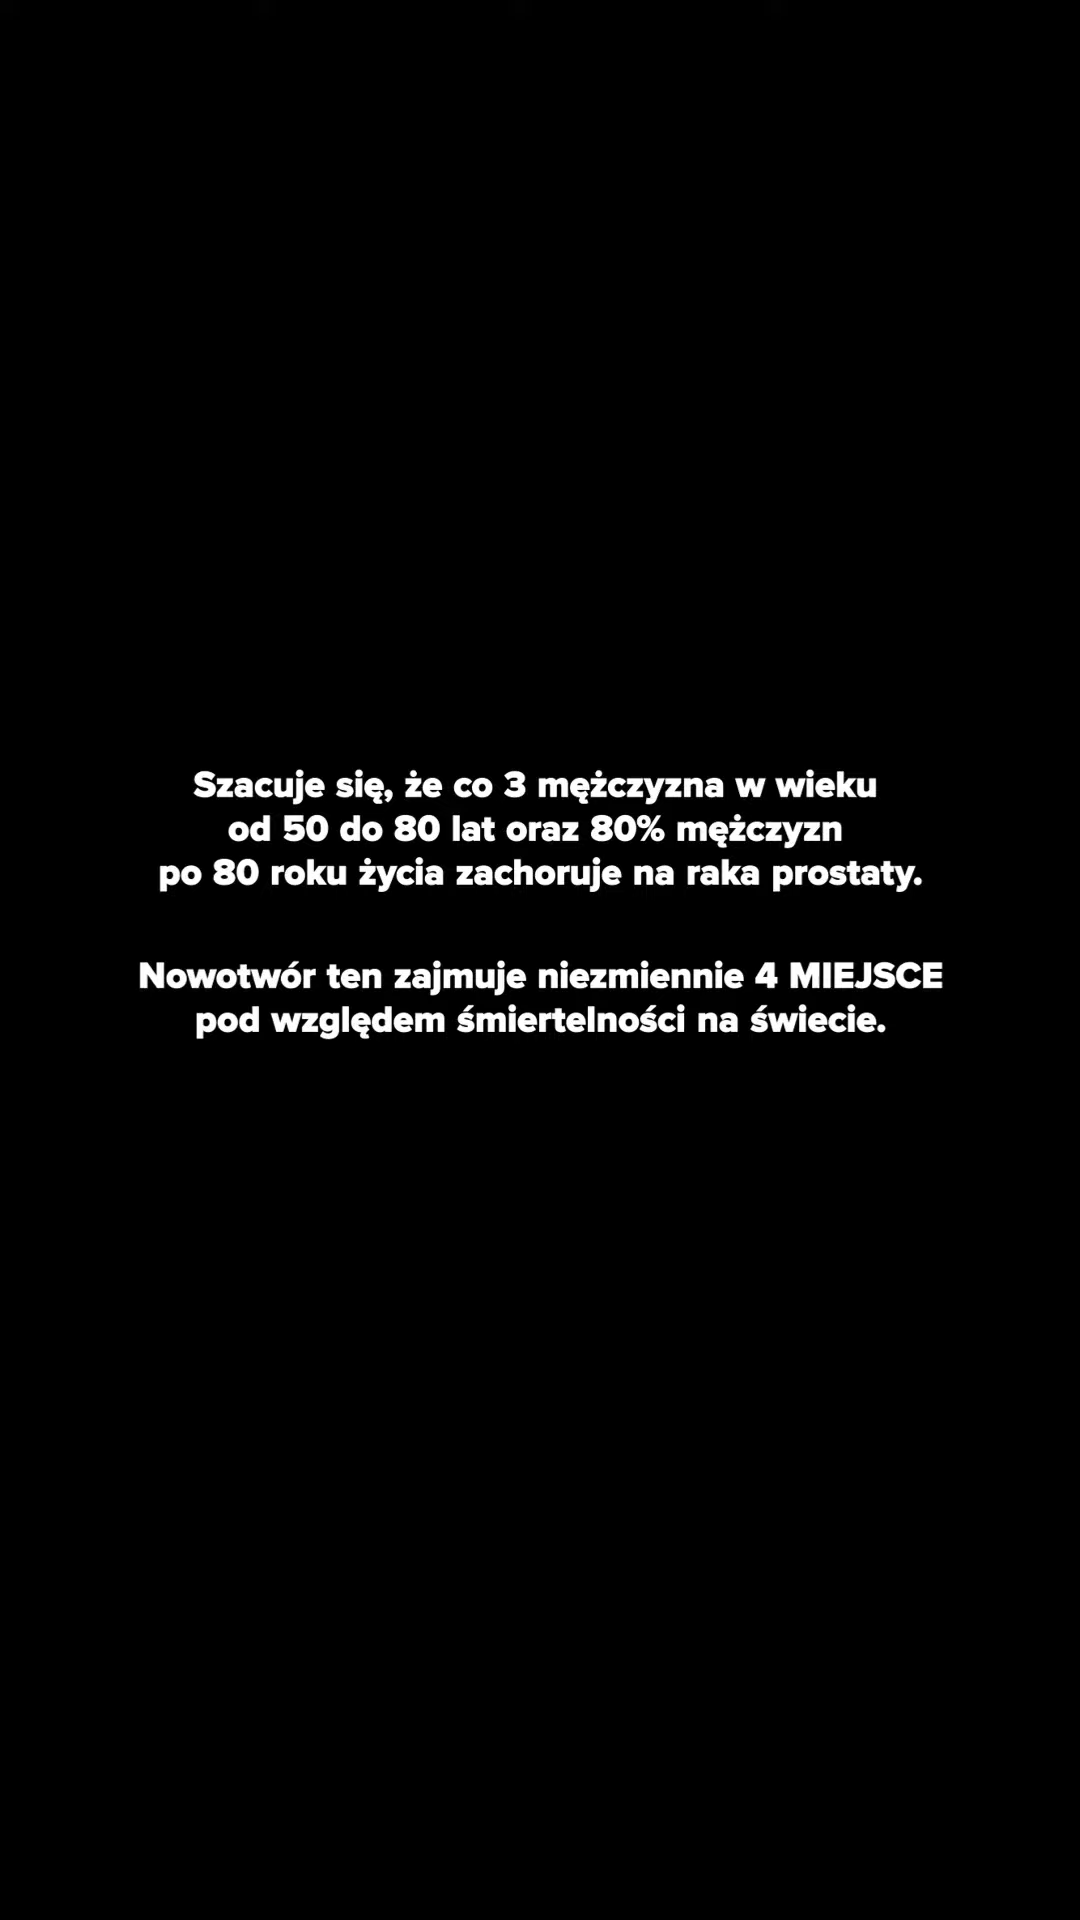 Szacuje się, że co 3 mężczyzna w wieku
od 50 do 80 lat oraz 80% mężczyzn
po 80 roku życia zachoruje na raka prostaty.
Nowotwór ten zajmuje niezmiennie 4 MIEJSCE
pod względem śmiertelności na świecie.